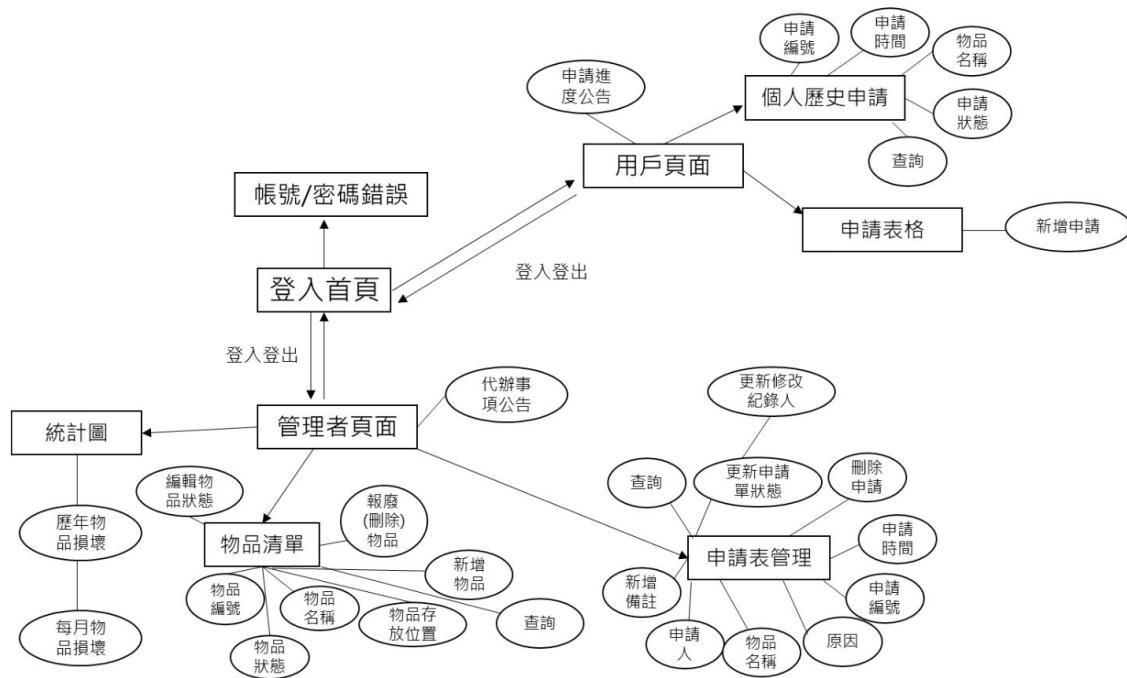 申請
編號
申請
時間
物品
名稱
申請進
度公告
個人歷史申請
申請
狀態
用戶頁面
查詢
帳號/密碼錯誤
申請表格
新增申請
登入首頁
登入登出
登入登出
代辦事
項公告
更新修改
紀錄人
統計圖
管理者頁面
編輯物
品狀態
報廢
(刪除)
物品
查詢
更新申請
單狀態
刪除
申請
歷年物
品損壞
物品清單
申請表管理
申請
時間
物品
編號
物品
名稱
新增
物品
新增
備註
申請
編號
每月物
品損壞
物品
狀態
物品存
放位置
查詢
申請
人
物品
名稱
原因